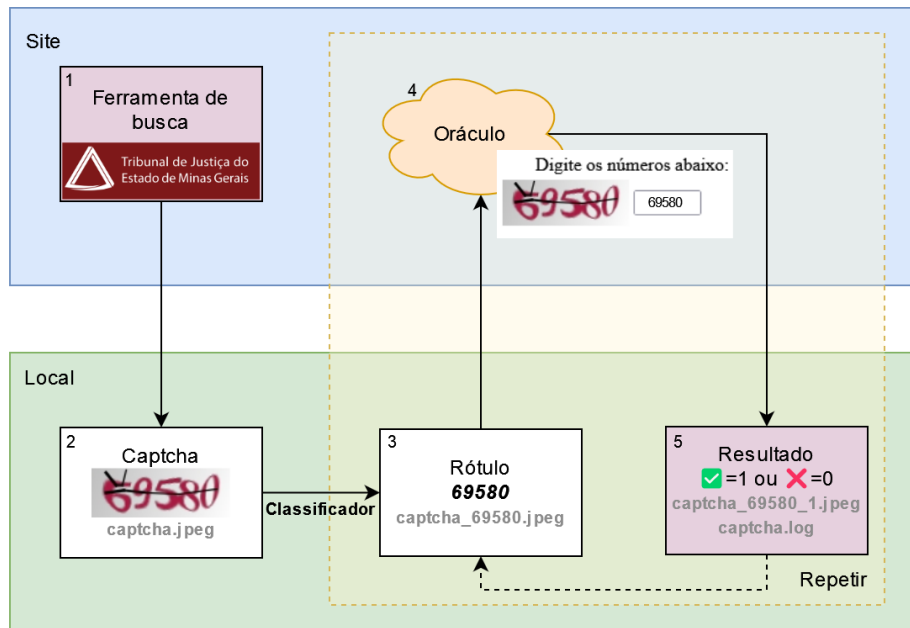 Site
1
Ferramenta de
busca
Tribunal de Justiça do
Estado de Minas Gerais
4
Oráculo
Digite os números abaixo:
69580
69580
Local
2
Captcha
69580
captcha.jpeg
Classificador
3
Rótulo
69580
captcha_69580.jpeg
5
Resultado
✅=1 ou ❌=0
captcha_69580_1.jpeg
captcha.log
Repetir